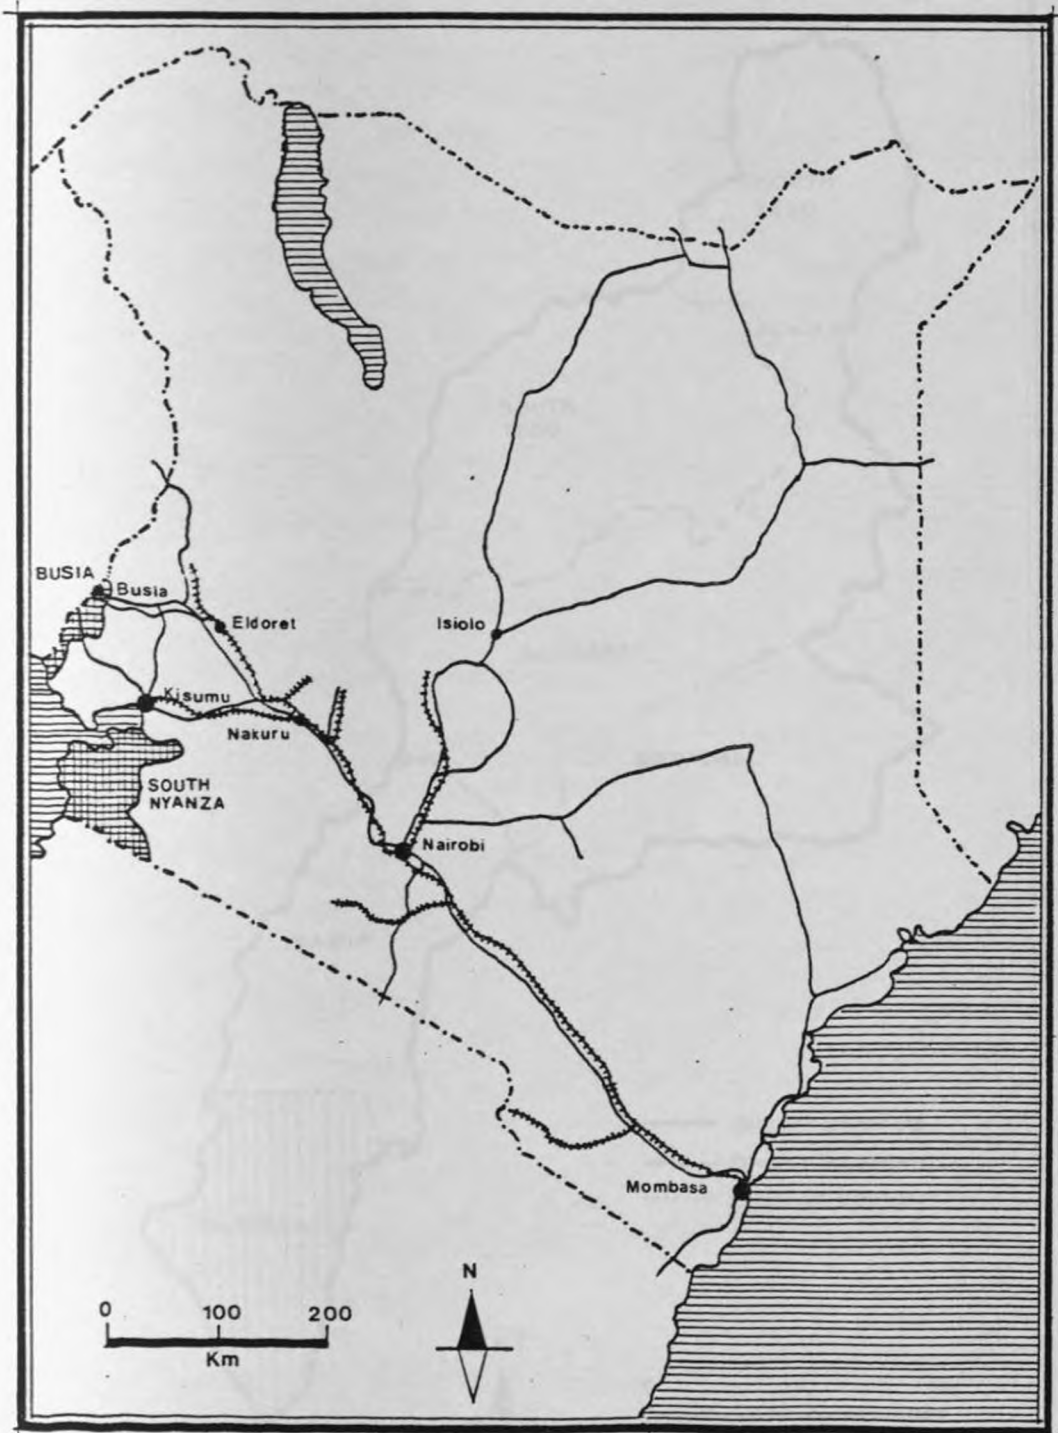 BUSIA
Busia
Eldoret
Isiolo
Kisumu
Nakuru
SOUTH
NYANZA
Nairobi
Mombasa
N
0 100 200
Km